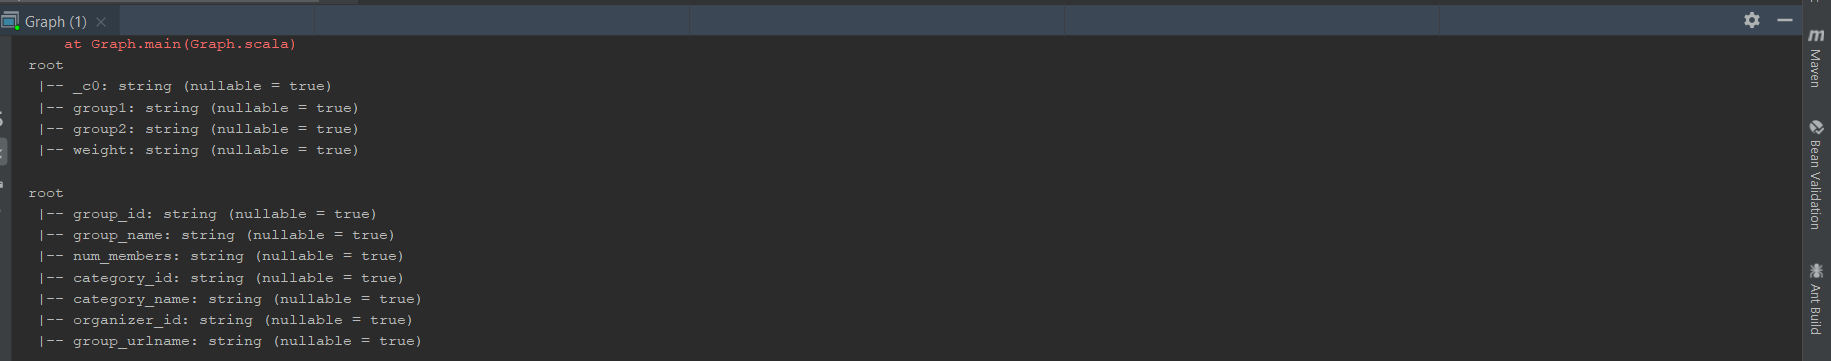 Graph (1)
at Graph.main(Graph.scala)
root
|-- _c0: string (nullable = true)
|-- group1: string (nullable = true)
|-- group2: string (nullable = true)
|-- weight: string (nullable = true)
root
|-- group_id: string (nullable = true)
|-- group_name: string (nullable = true)
|-- num_members: string (nullable = true)
|-- category_id: string (nullable = true)
|-- category_name: string (nullable = true)
|-- organizer_id: string (nullable = true)
|-- group_urlname: string (nullable = true)
m
Maven
Bean Validation
Ant Build